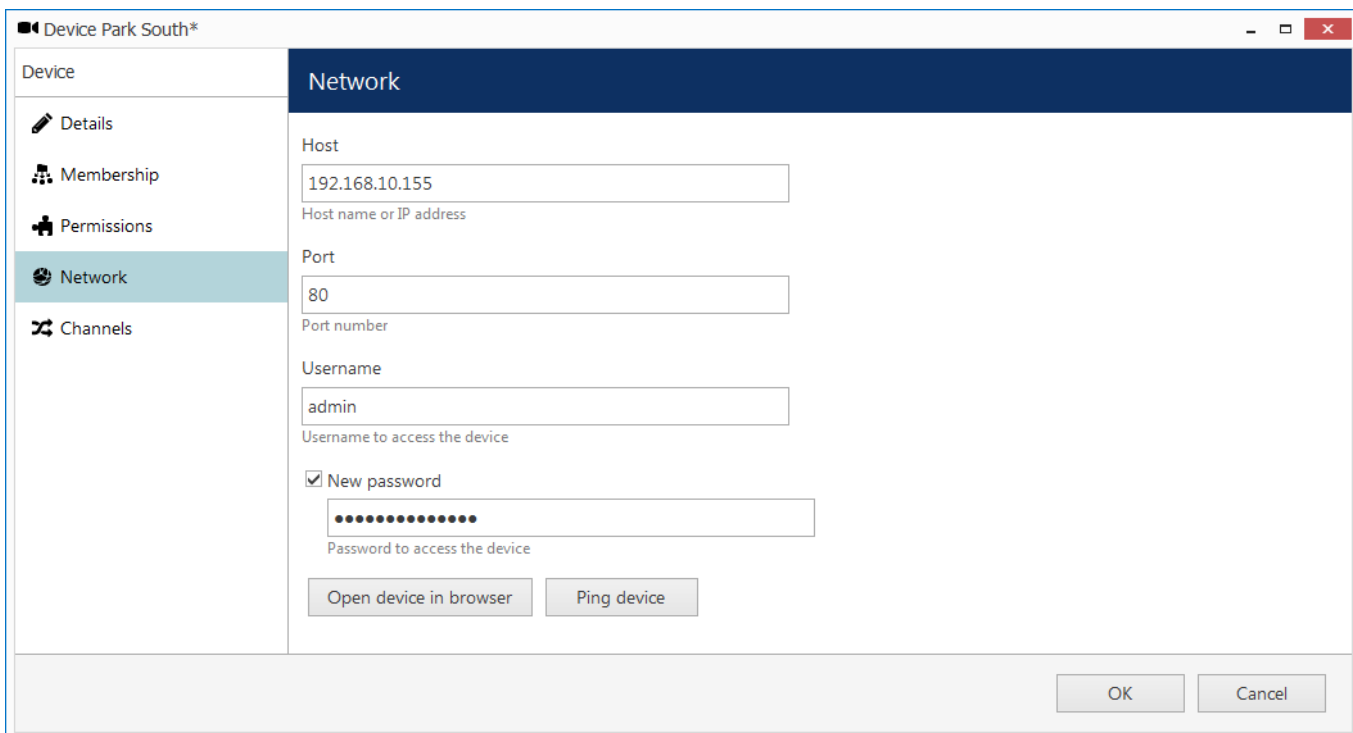 Device Park South*
Device
Details
Membership
Permissions
Network
Channels
Network
Host
192.168.10.155
Host name or IP address
Port
80
Port number
Username
admin
Username to access the device
New password
••••••••••••••
Password to access the device
Open device in browser
Ping device
OK
Cancel